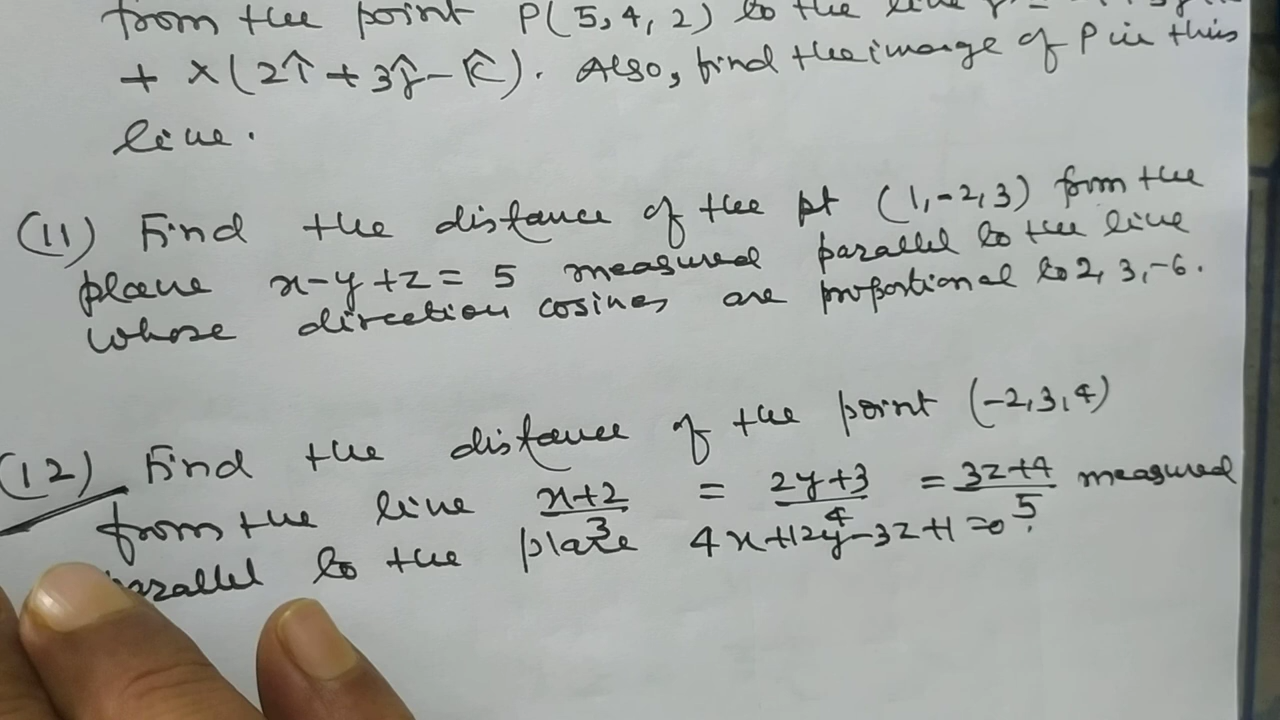 from the point P(5,4,2) to the line
+ λ(2î + 3ĵ - k̂). Also, find the image of P in this
line.
(11) Find the distance of the pt (1,-2,3) from the
plane x-y+z = 5 measured parallel to the line
whose direction cosines are proportional to 2, 3, -6.
(12) Find the distance of the point (-2,3,4)
from the line (x+2)/3 = (2y+3)/4 = (3z+4)/5 measured
parallel to the plane 4x+12y-3z+1=0.